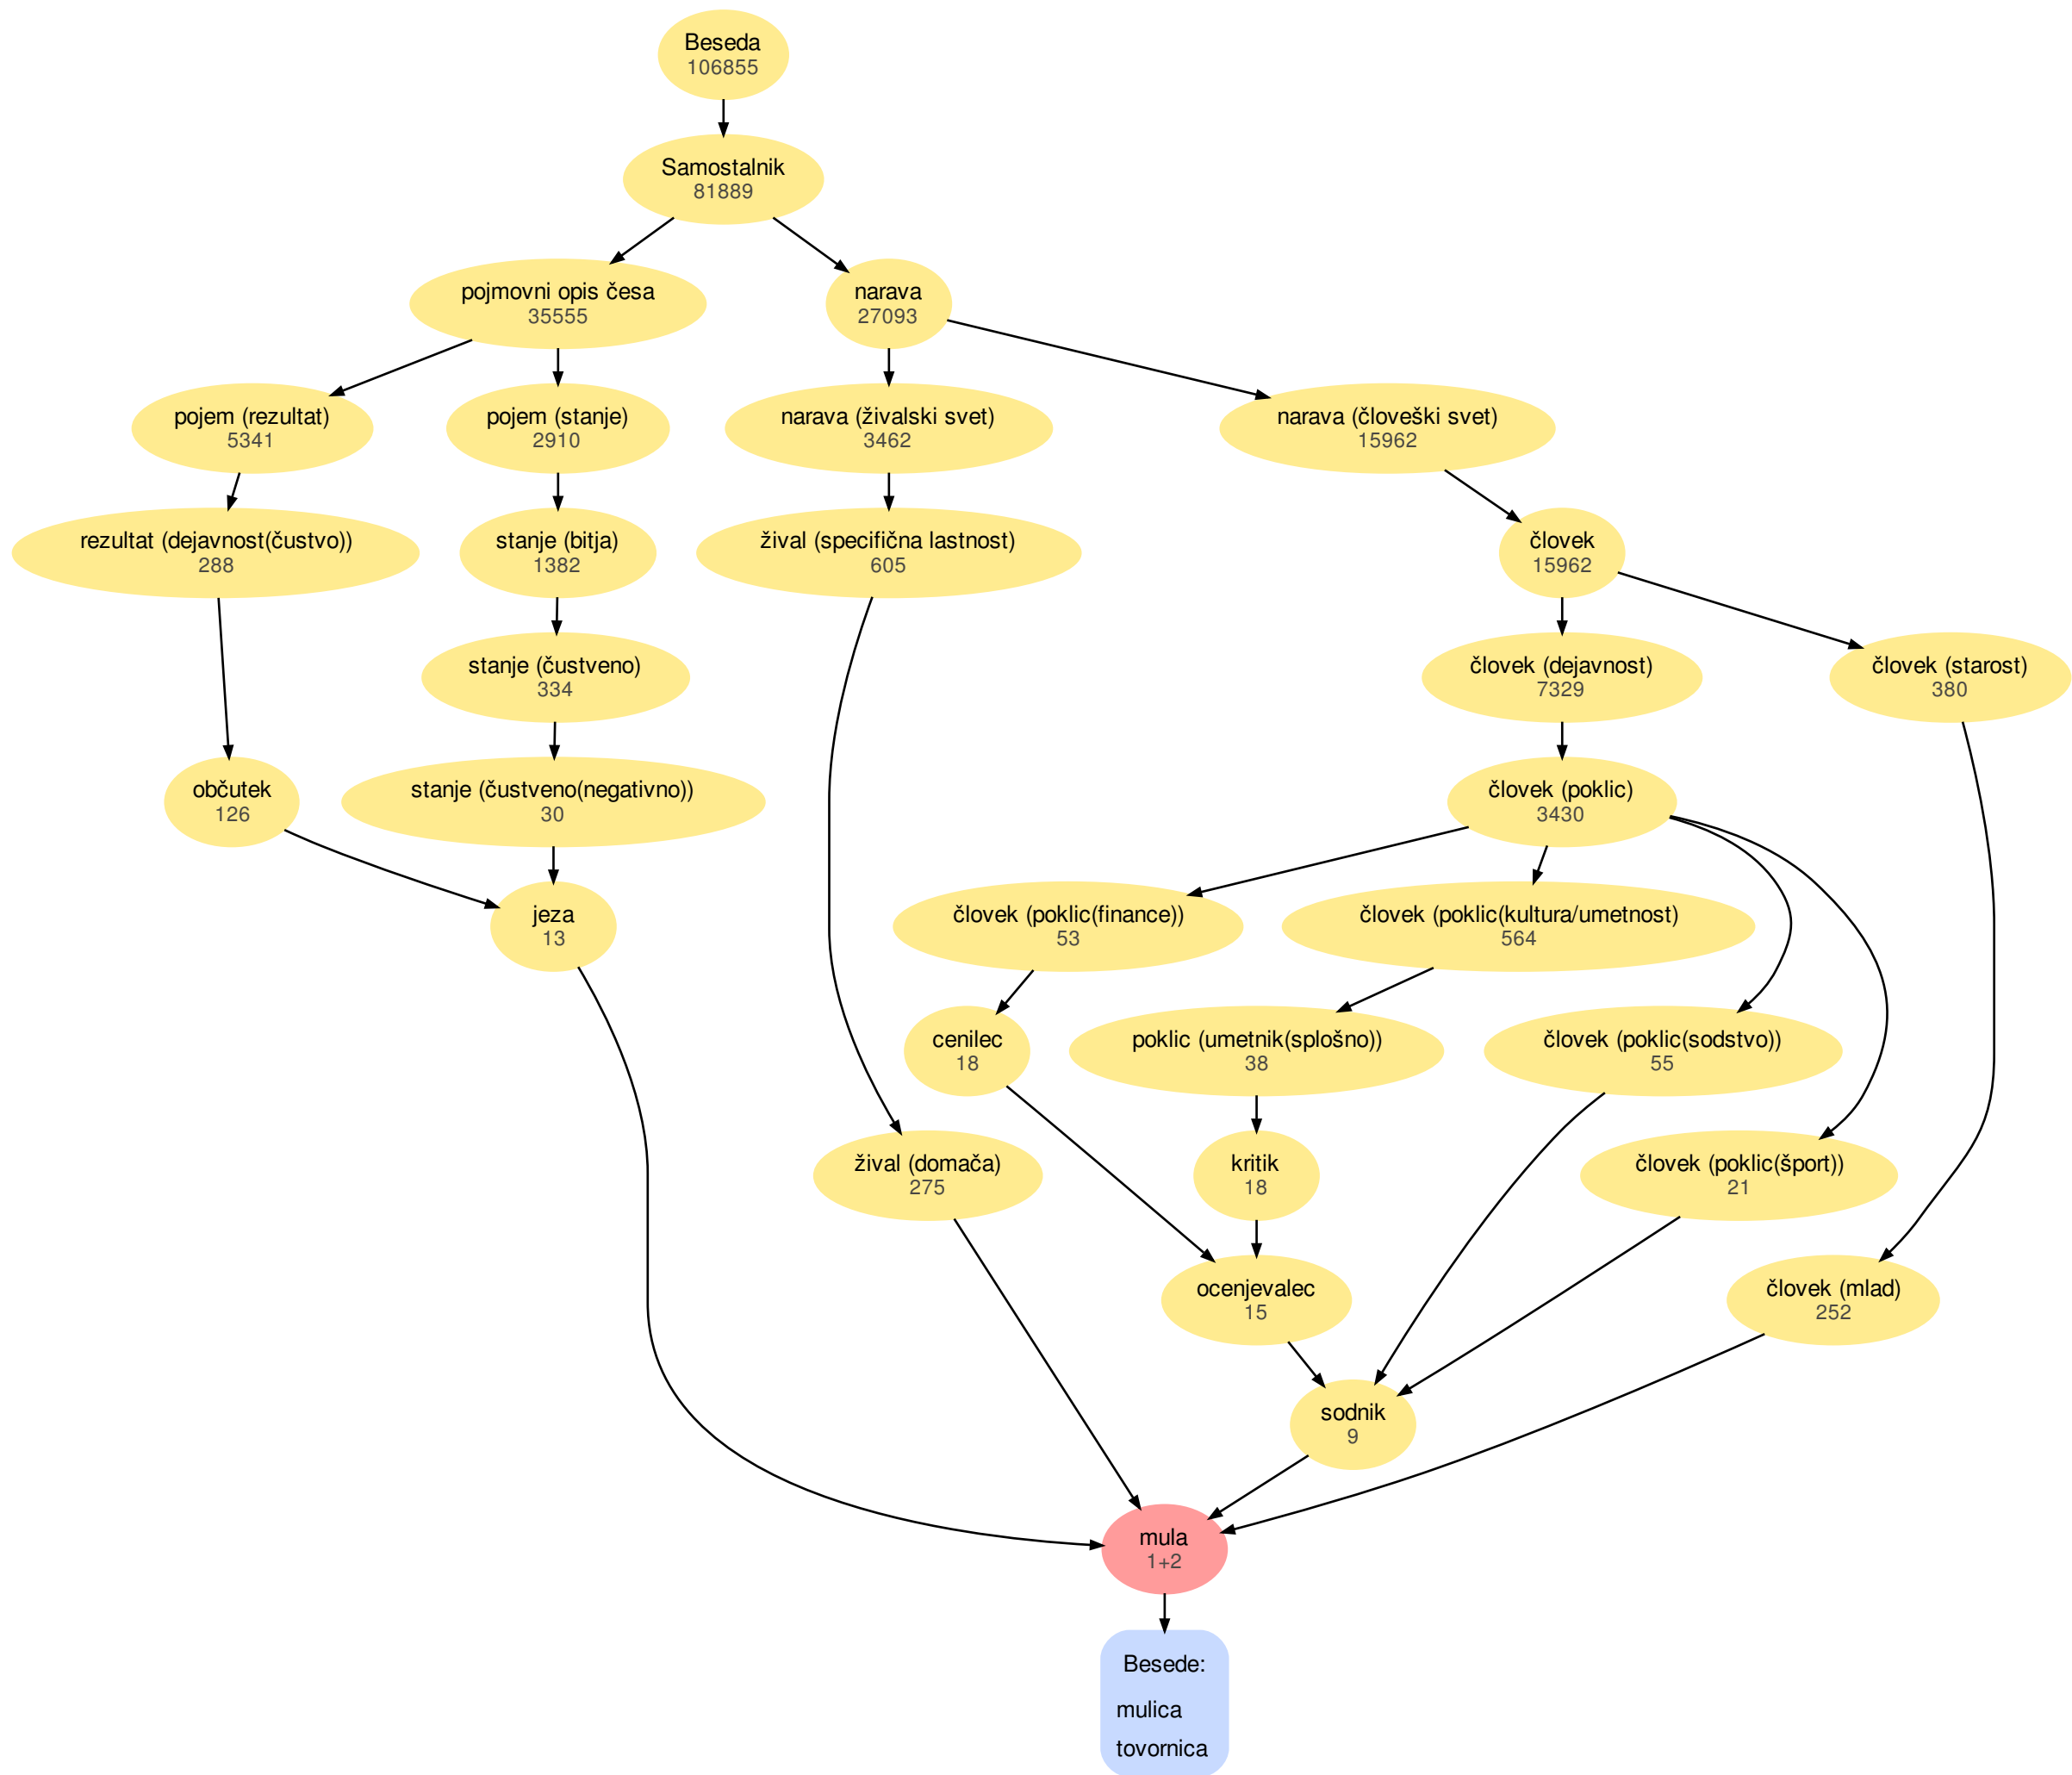 Beseda
106855
Samostalnik
81889
pojmovni opis česa
35555
narava
27093
pojem (rezultat)
5341
pojem (stanje)
2910
narava (živalski svet)
3462
narava (človeški svet)
15962
rezultat (dejavnost(čustvo))
288
stanje (bitja)
1382
žival (specifična lastnost)
605
človek
15962
stanje (čustveno)
334
človek (dejavnost)
7329
človek (starost)
380
občutek
126
stanje (čustveno(negativno))
30
človek (poklic)
3430
jeza
13
človek (poklic(finance))
53
človek (poklic(kultura/umetnost)
564
cenilec
18
poklic (umetnik(splošno))
38
človek (poklic(sodstvo))
55
žival (domača)
275
kritik
18
človek (poklic(šport))
21
ocenjevalec
15
človek (mlad)
252
sodnik
9
mula
1+2
Besede:
mulica
tovornica